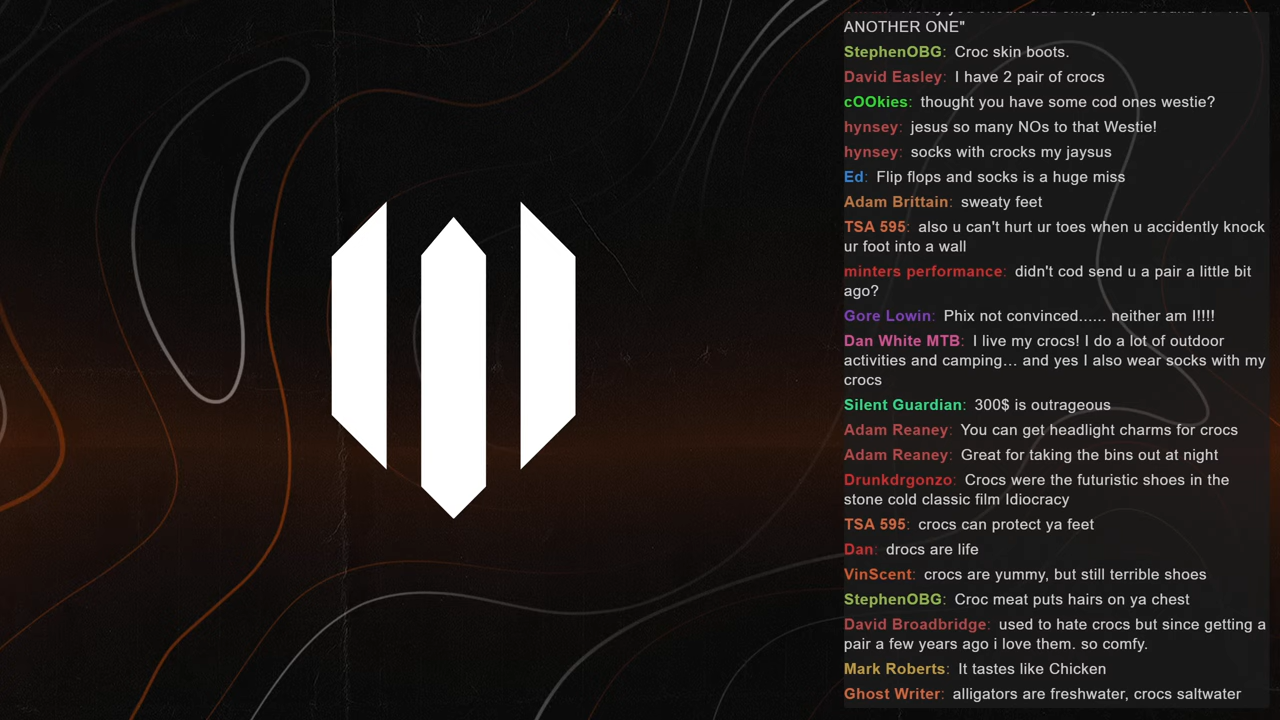 ANOTHER ONE"
StephenOBG: Croc skin boots.
David Easley: I have 2 pair of crocs
cOOkies: thought you have some cod ones westie?
hynsey: jesus so many NOs to that Westie!
hynsey: socks with crocks my jaysus
Ed: Flip flops and socks is a huge miss
Adam Brittain: sweaty feet
TSA 595: also u can't hurt ur toes when u accidently knock
ur foot into a wall
minters performance: didn't cod send u a pair a little bit
ago?
Gore Lowin: Phix not convinced...... neither am I!!!!
Dan White MTB: I live my crocs! I do a lot of outdoor
activities and camping... and yes I also wear socks with my
crocs
Silent Guardian: 300$ is outrageous
Adam Reaney: You can get headlight charms for crocs
Adam Reaney: Great for taking the bins out at night
Drunkdrgonzo: Crocs were the futuristic shoes in the
stone cold classic film Idiocracy
TSA 595: crocs can protect ya feet
Dan: drocs are life
VinScent: crocs are yummy, but still terrible shoes
StephenOBG: Croc meat puts hairs on ya chest
David Broadbridge: used to hate crocs but since getting a
pair a few years ago i love them. so comfy.
Mark Roberts: It tastes like Chicken
Ghost Writer: alligators are freshwater, crocs saltwater